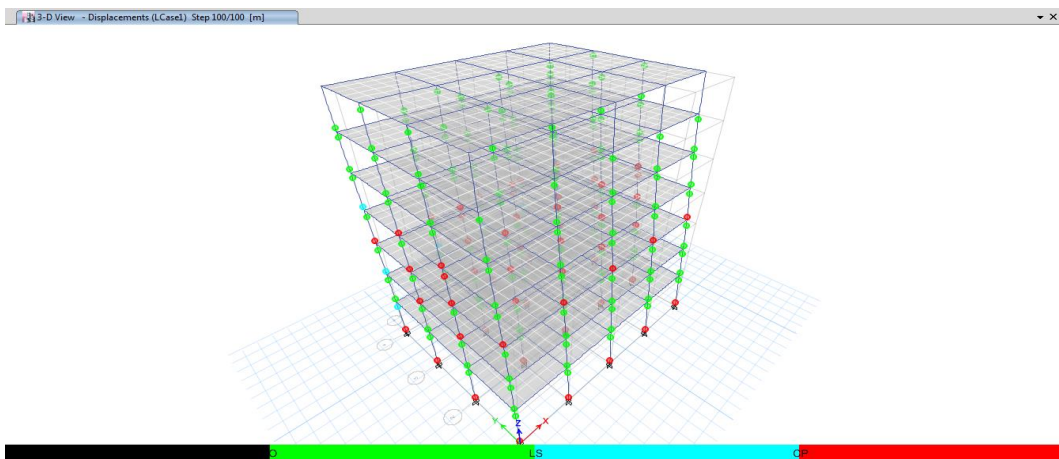 3-D View - Displacements (LCase1) Step 100/100 [m]
Y
Z
X
IO LS CP